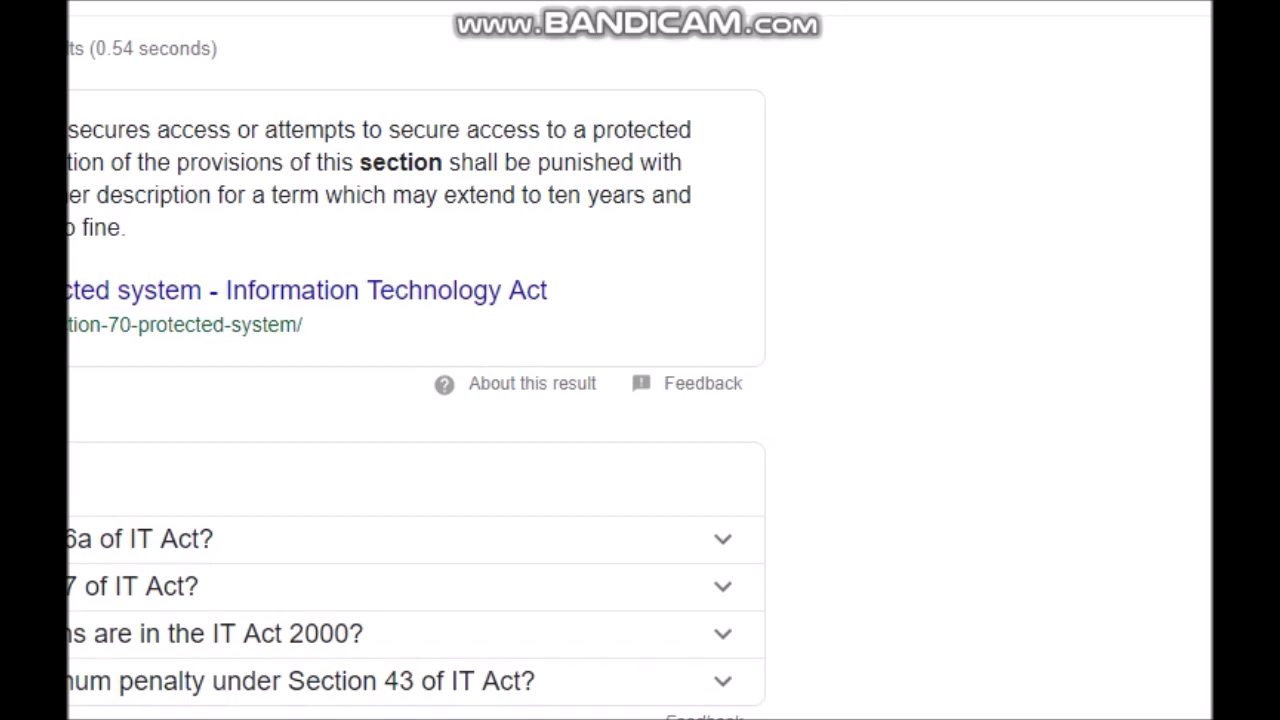 www.BANDICAM.com
ts (0.54 seconds)
secures access or attempts to secure access to a protected
tion of the provisions of this section shall be punished with
er description for a term which may extend to ten years and
o fine.
cted system - Information Technology Act
tion-70-protected-system/
About this result Feedback
6a of IT Act?
7 of IT Act?
ns are in the IT Act 2000?
num penalty under Section 43 of IT Act?
Feedback